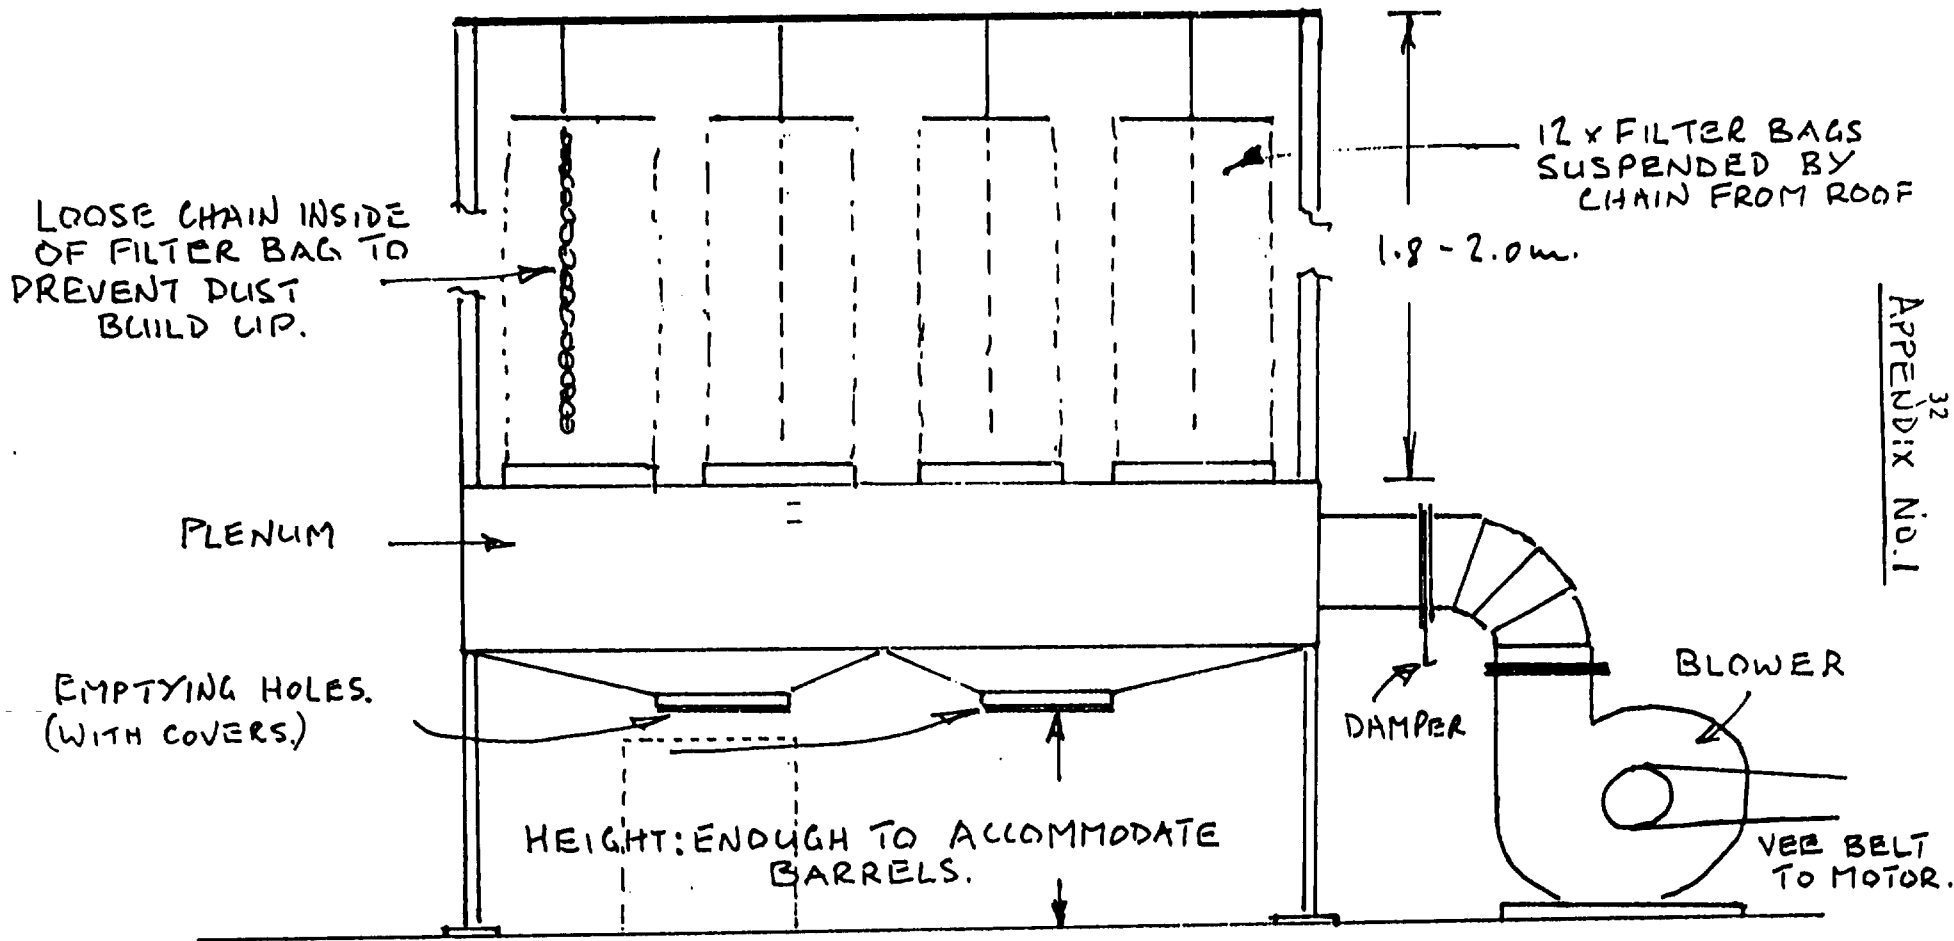 12 x FILTER BAGS
SUSPENDED BY
CHAIN FROM ROOF
LOOSE CHAIN INSIDE
OF FILTER BAG TO
PREVENT DUST
BUILD UP.
1.8 - 2.0 m.
32
APPENDIX NO. 1
PLENUM
EMPTYING HOLES.
(WITH COVERS.)
DAMPER
BLOWER
HEIGHT: ENOUGH TO ACCOMMODATE
BARRELS.
VEE BELT
TO MOTOR.